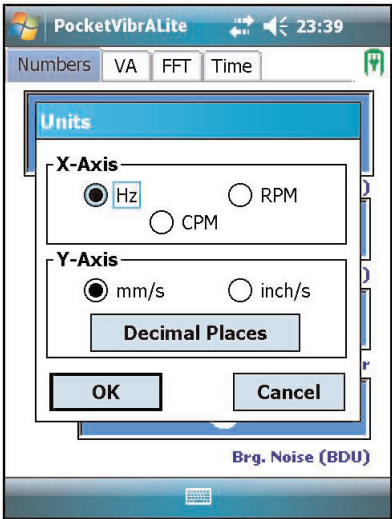 PocketVibrALite 23:39
Numbers VA FFT Time
Units
X-Axis
Hz RPM
CPM
Y-Axis
mm/s inch/s
Decimal Places
OK Cancel
)
)
r
Brg. Noise (BDU)